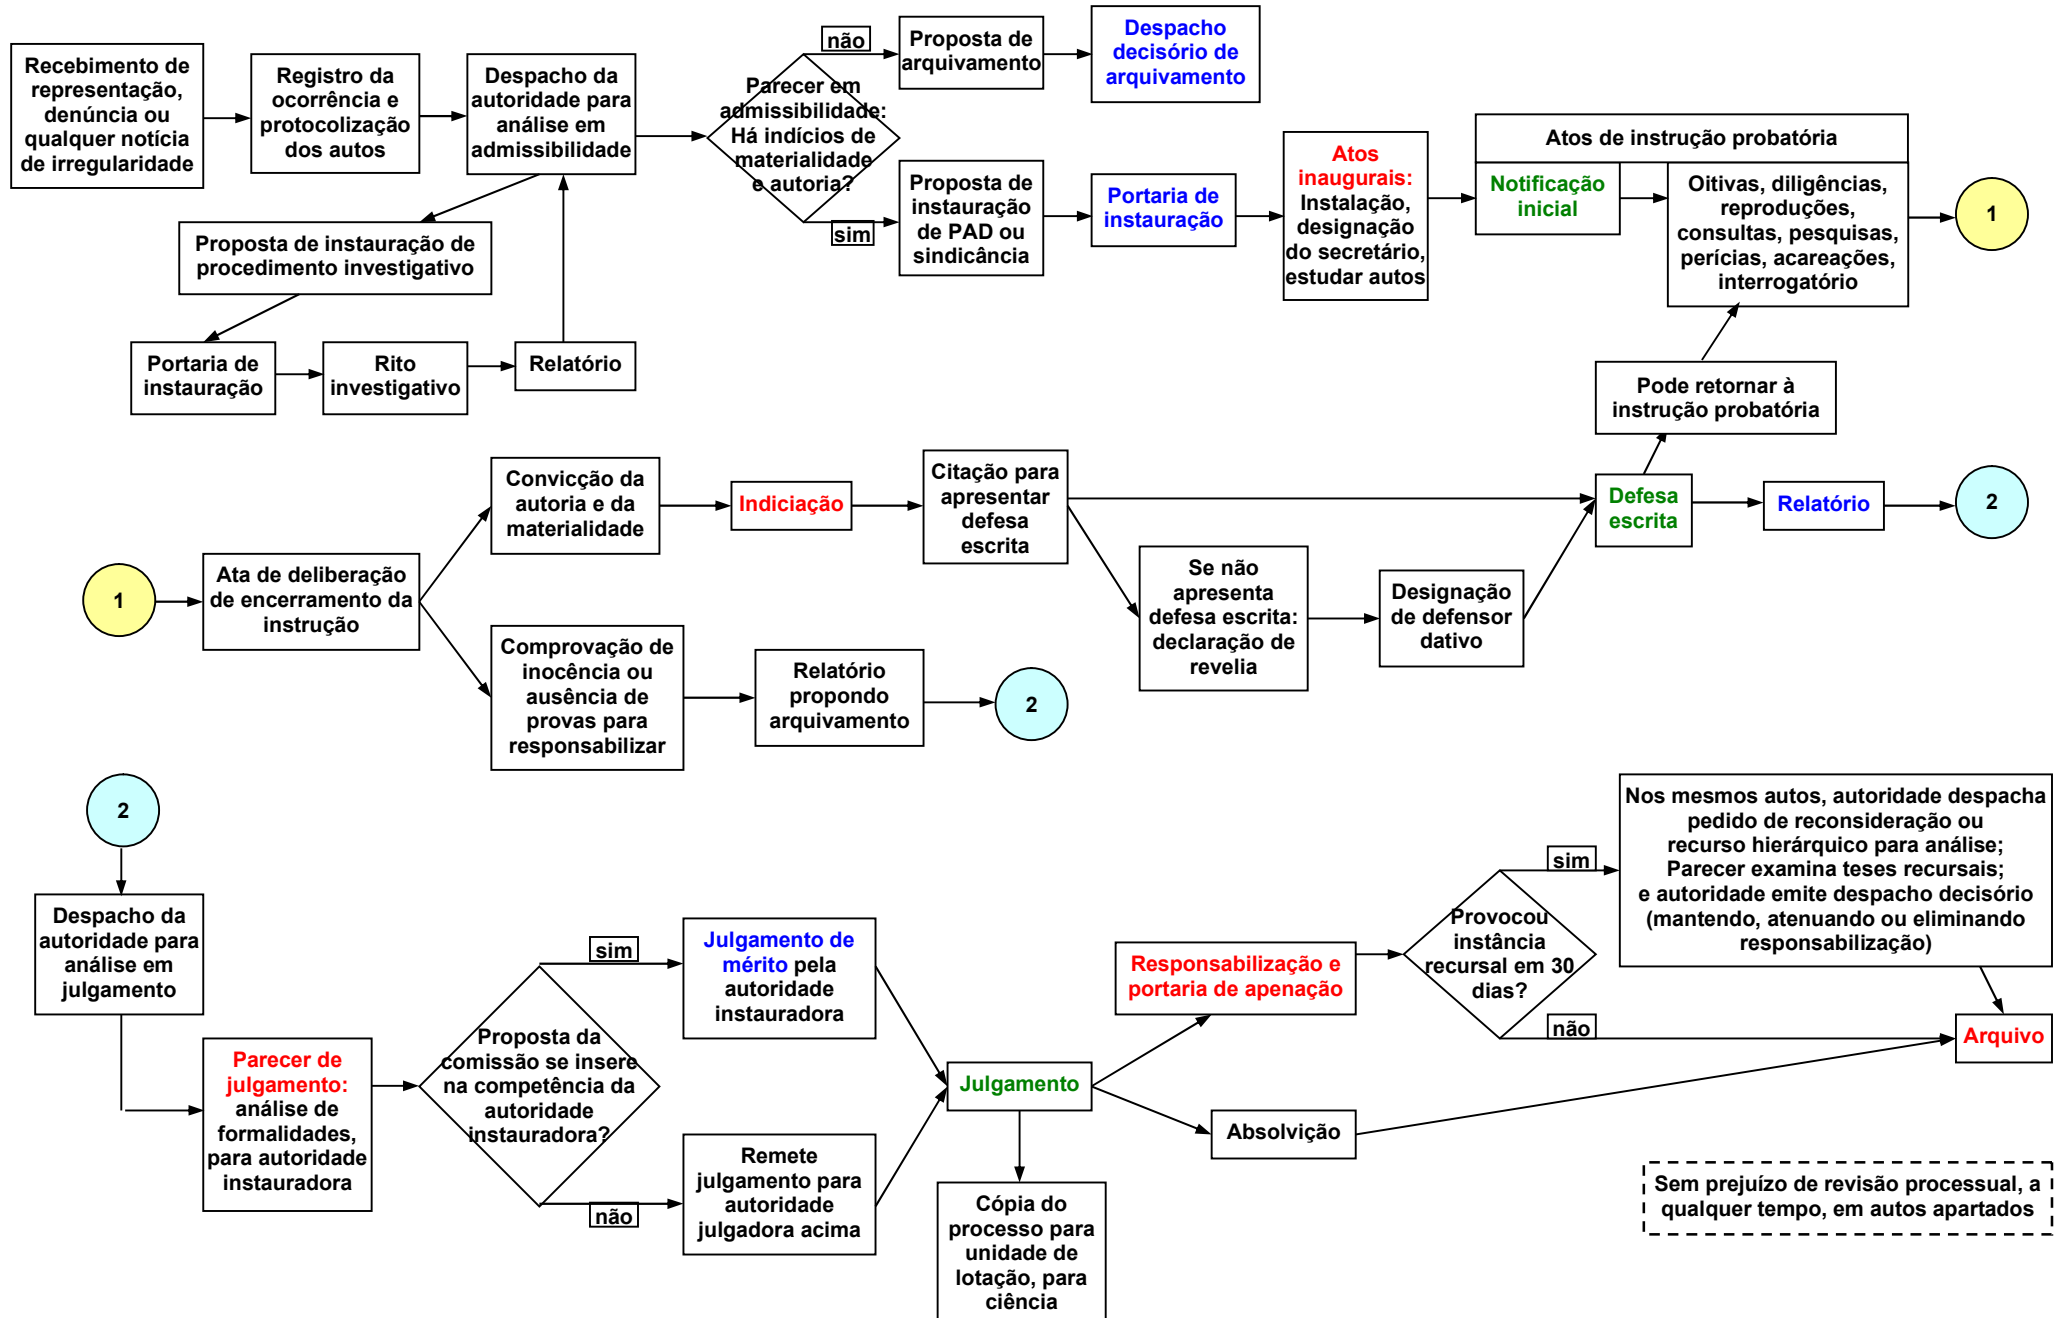 Recebimento de
representação,
denúncia ou
qualquer notícia
de irregularidade
Registro da
ocorrência e
protocolização
dos autos
Despacho da
autoridade para
análise em
admissibilidade
Parecer em
admissibilidade:
Há indícios de
materialidade
e autoria?
não
Proposta de
arquivamento
Despacho
decisório de
arquivamento
sim
Proposta de
instauração
de PAD ou
sindicância
Portaria de
instauração
Atos
inaugurais:
Instalação,
designação
do secretário,
estudar autos
Atos de instrução probatória
Notificação
inicial
Oitivas, diligências,
reproduções,
consultas, pesquisas,
perícias, acareações,
interrogatório
1
Proposta de instauração de
procedimento investigativo
Portaria de
instauração
Rito
investigativo
Relatório
Pode retornar à
instrução probatória
1
Ata de deliberação
de encerramento da
instrução
Convicção da
autoria e da
materialidade
Indiciação
Citação para
apresentar
defesa
escrita
Se não
apresenta
defesa escrita:
declaração de
revelia
Designação
de defensor
dativo
Defesa
escrita
Relatório
2
Comprovação de
inocência ou
ausência de
provas para
responsabilizar
Relatório
propondo
arquivamento
2
2
Despacho da
autoridade para
análise em
julgamento
Parecer de
julgamento:
análise de
formalidades,
para autoridade
instauradora
Proposta da
comissão se insere
na competência da
autoridade
instauradora?
sim
Julgamento de
mérito pela
autoridade
instauradora
não
Remete
julgamento para
autoridade
julgadora acima
Julgamento
Cópia do
processo para
unidade de
lotação, para
ciência
Responsabilização e
portaria de apenação
Absolvição
Provocou
instância
recursal em 30
dias?
sim
Nos mesmos autos, autoridade despacha
pedido de reconsideração ou
recurso hierárquico para análise;
Parecer examina teses recursais;
e autoridade emite despacho decisório
(mantendo, atenuando ou eliminando
responsabilização)
não
Arquivo
Sem prejuízo de revisão processual, a
qualquer tempo, em autos apartados